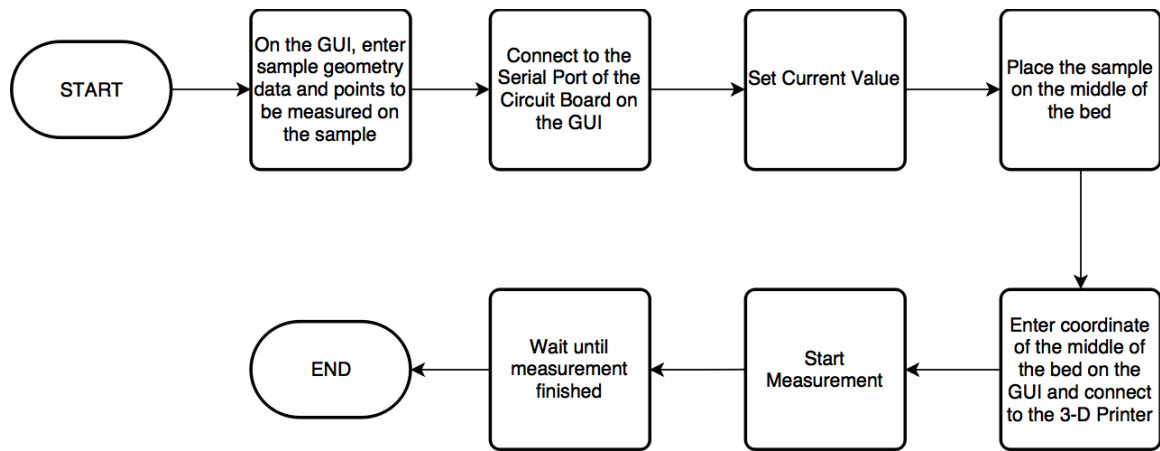 START
On the GUI, enter
sample geometry
data and points to
be measured on
the sample
Connect to the
Serial Port of the
Circuit Board on
the GUI
Set Current Value
Place the sample
on the middle of
the bed
Enter coordinate
of the middle of
the bed on the
GUI and connect
to the 3-D Printer
Start
Measurement
Wait until
measurement
finished
END